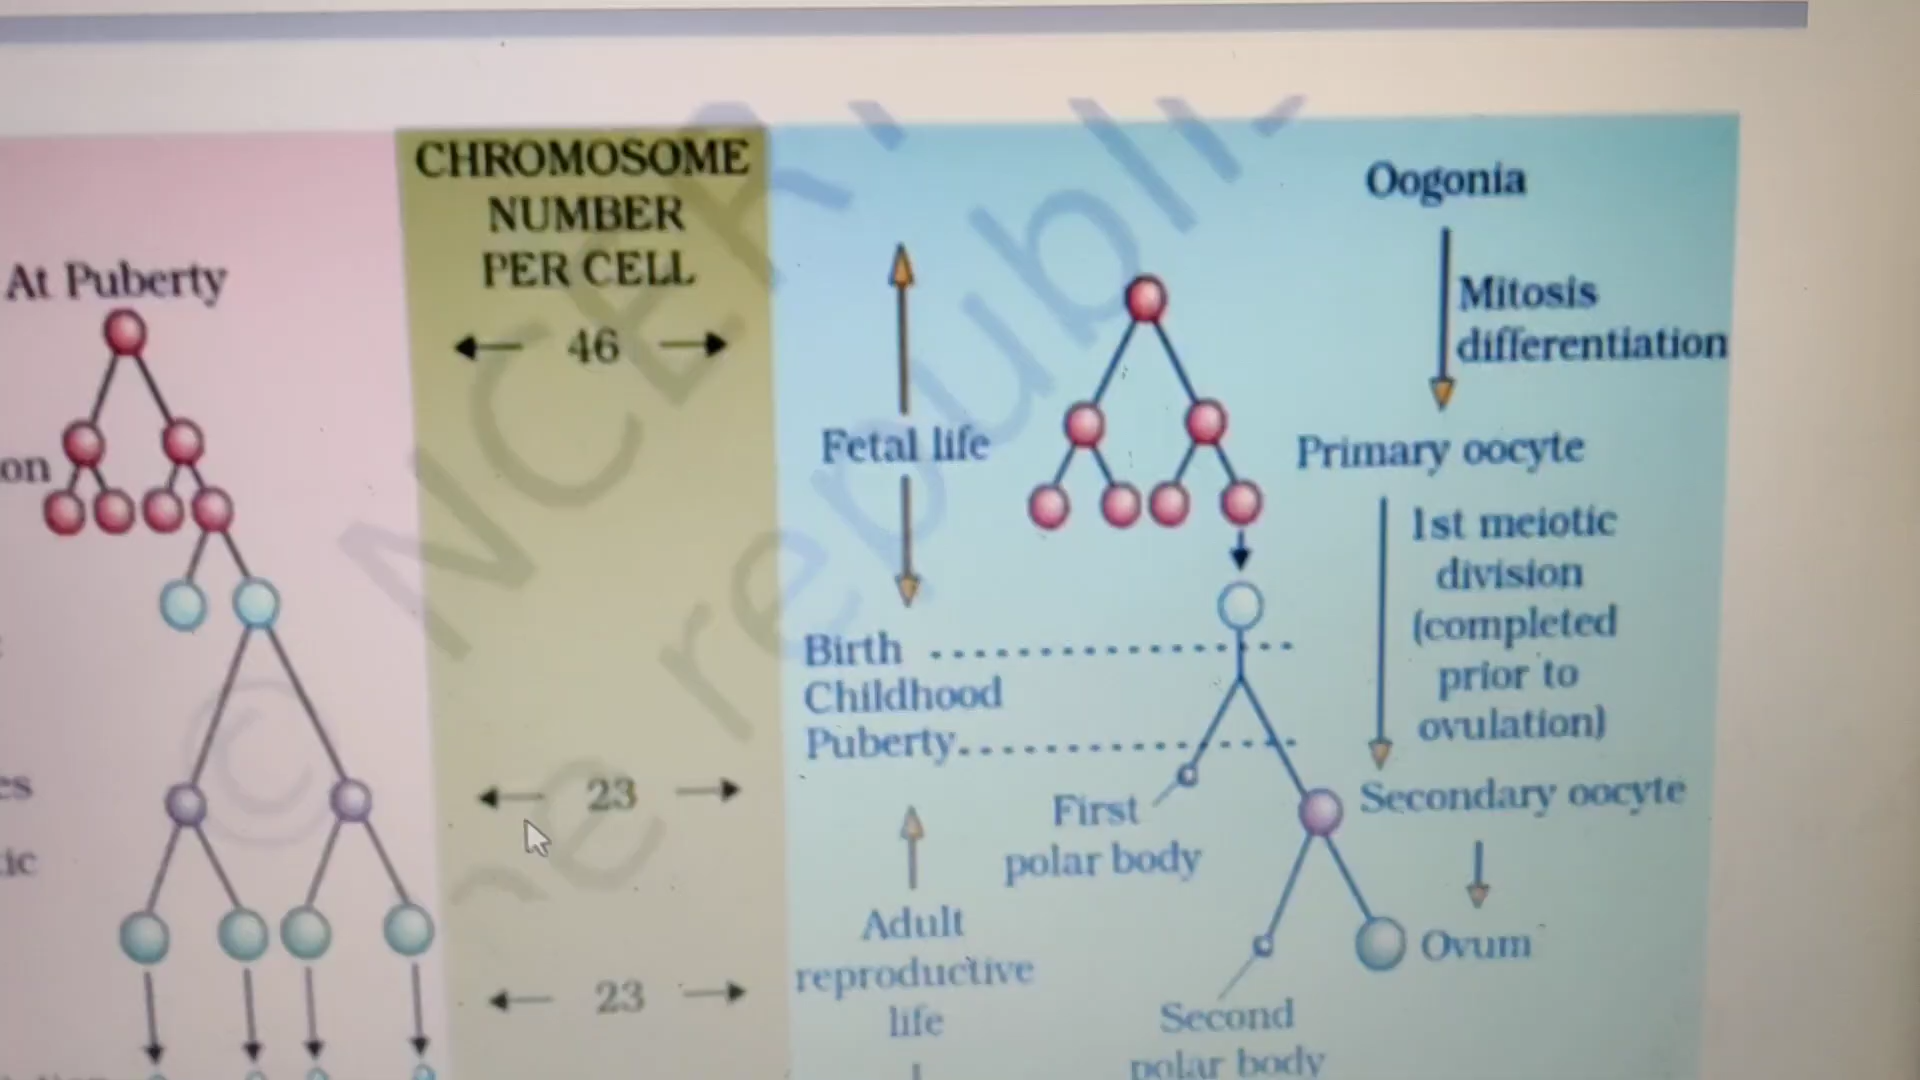 At Puberty
on
es
ic
CHROMOSOME
NUMBER
PER CELL
46
23
23
Fetal life
Birth
Childhood
Puberty
Adult
reproductive
life
First
polar body
Second
polar body
Oogonia
Mitosis
differentiation
Primary oocyte
1st meiotic
division
(completed
prior to
ovulation)
Secondary oocyte
Ovum
© NCER
republi